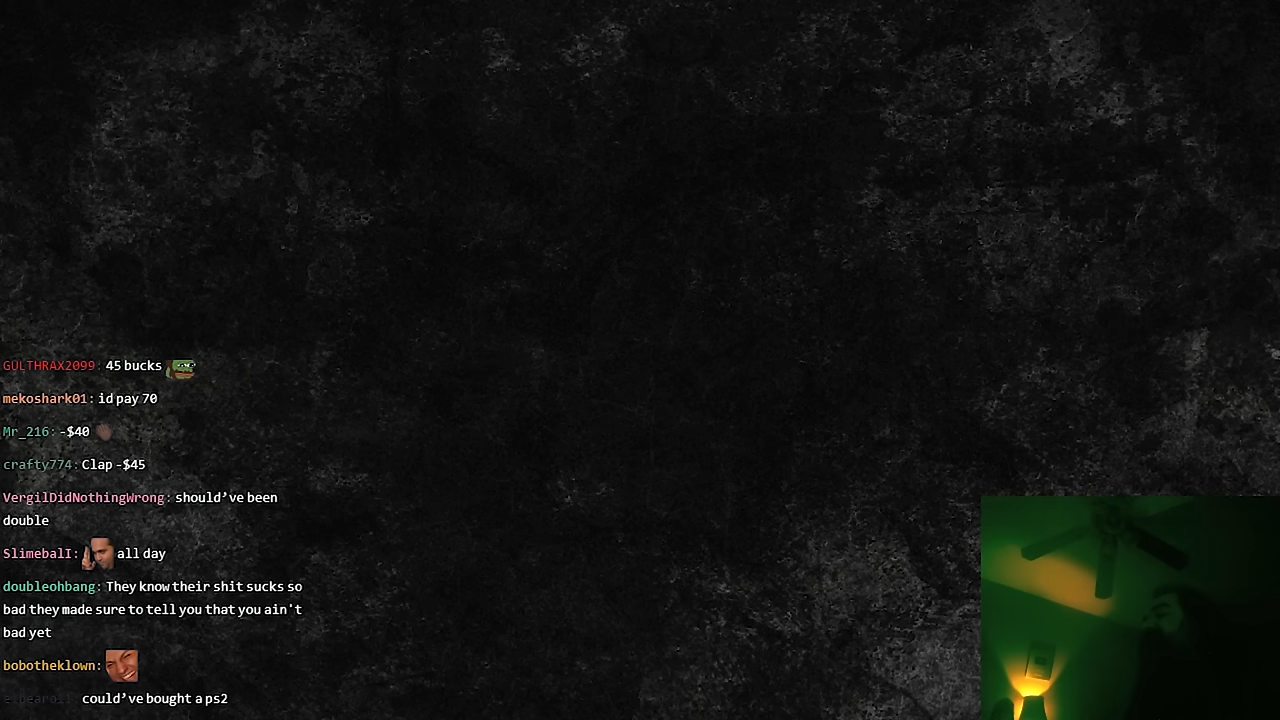 GULTHRAX2099: 45 bucks
mekoshark01: id pay 70
Mr_216: -$40
crafty774: Clap -$45
VergilDidNothingWrong: should've been
double
SlimebalI: all day
doubleohbang: They know their shit sucks so
bad they made sure to tell you that you ain't
bad yet
bobotheklown:
could've bought a ps2